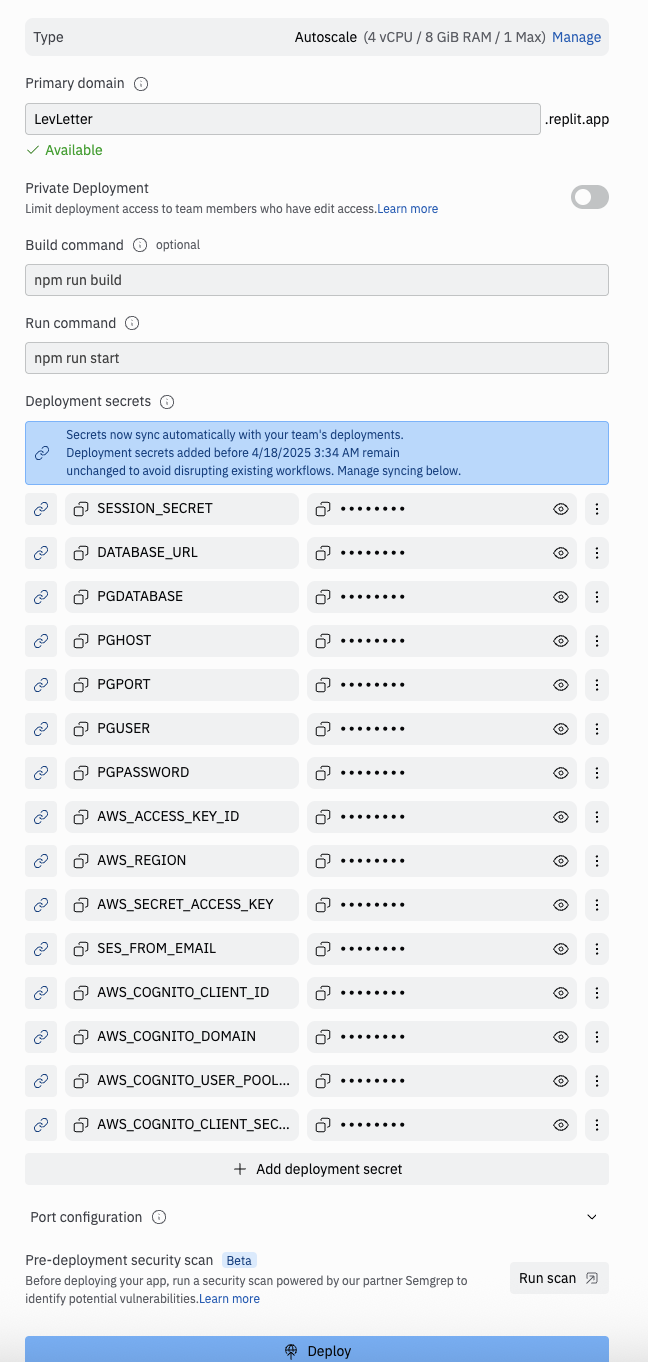 Type Autoscale (4 vCPU / 8 GiB RAM / 1 Max) Manage
Primary domain
LevLetter .replit.app
Available
Private Deployment
Limit deployment access to team members who have edit access.Learn more
Build command optional
npm run build
Run command
npm run start
Deployment secrets
Secrets now sync automatically with your team's deployments.
Deployment secrets added before 4/18/2025 3:34 AM remain
unchanged to avoid disrupting existing workflows. Manage syncing below.
SESSION_SECRET ••••••••
DATABASE_URL ••••••••
PGDATABASE ••••••••
PGHOST ••••••••
PGPORT ••••••••
PGUSER ••••••••
PGPASSWORD ••••••••
AWS_ACCESS_KEY_ID ••••••••
AWS_REGION ••••••••
AWS_SECRET_ACCESS_KEY ••••••••
SES_FROM_EMAIL ••••••••
AWS_COGNITO_CLIENT_ID ••••••••
AWS_COGNITO_DOMAIN ••••••••
AWS_COGNITO_USER_POOL... ••••••••
AWS_COGNITO_CLIENT_SEC... ••••••••
Add deployment secret
Port configuration
Pre-deployment security scan Beta
Before deploying your app, run a security scan powered by our partner Semgrep to
identify potential vulnerabilities.Learn more
Run scan
Deploy